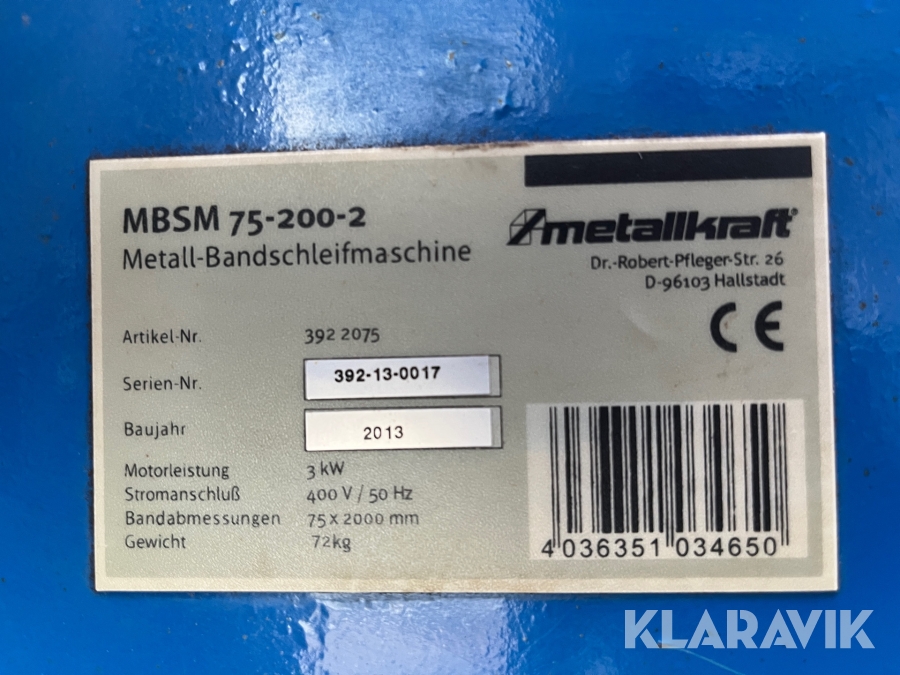 MBSM 75-200-2
Metall-Bandschleifmaschine
metallkraft®
Dr.-Robert-Pfleger-Str. 26
D-96103 Hallstadt
CE
Artikel-Nr. 392 2075
Serien-Nr. 392-13-0017
Baujahr 2013
Motorleistung 3 kW
Stromanschluß 400 V / 50 Hz
Bandabmessungen 75 x 2000 mm
Gewicht 72kg
4 036351 034650
KLARAVIK